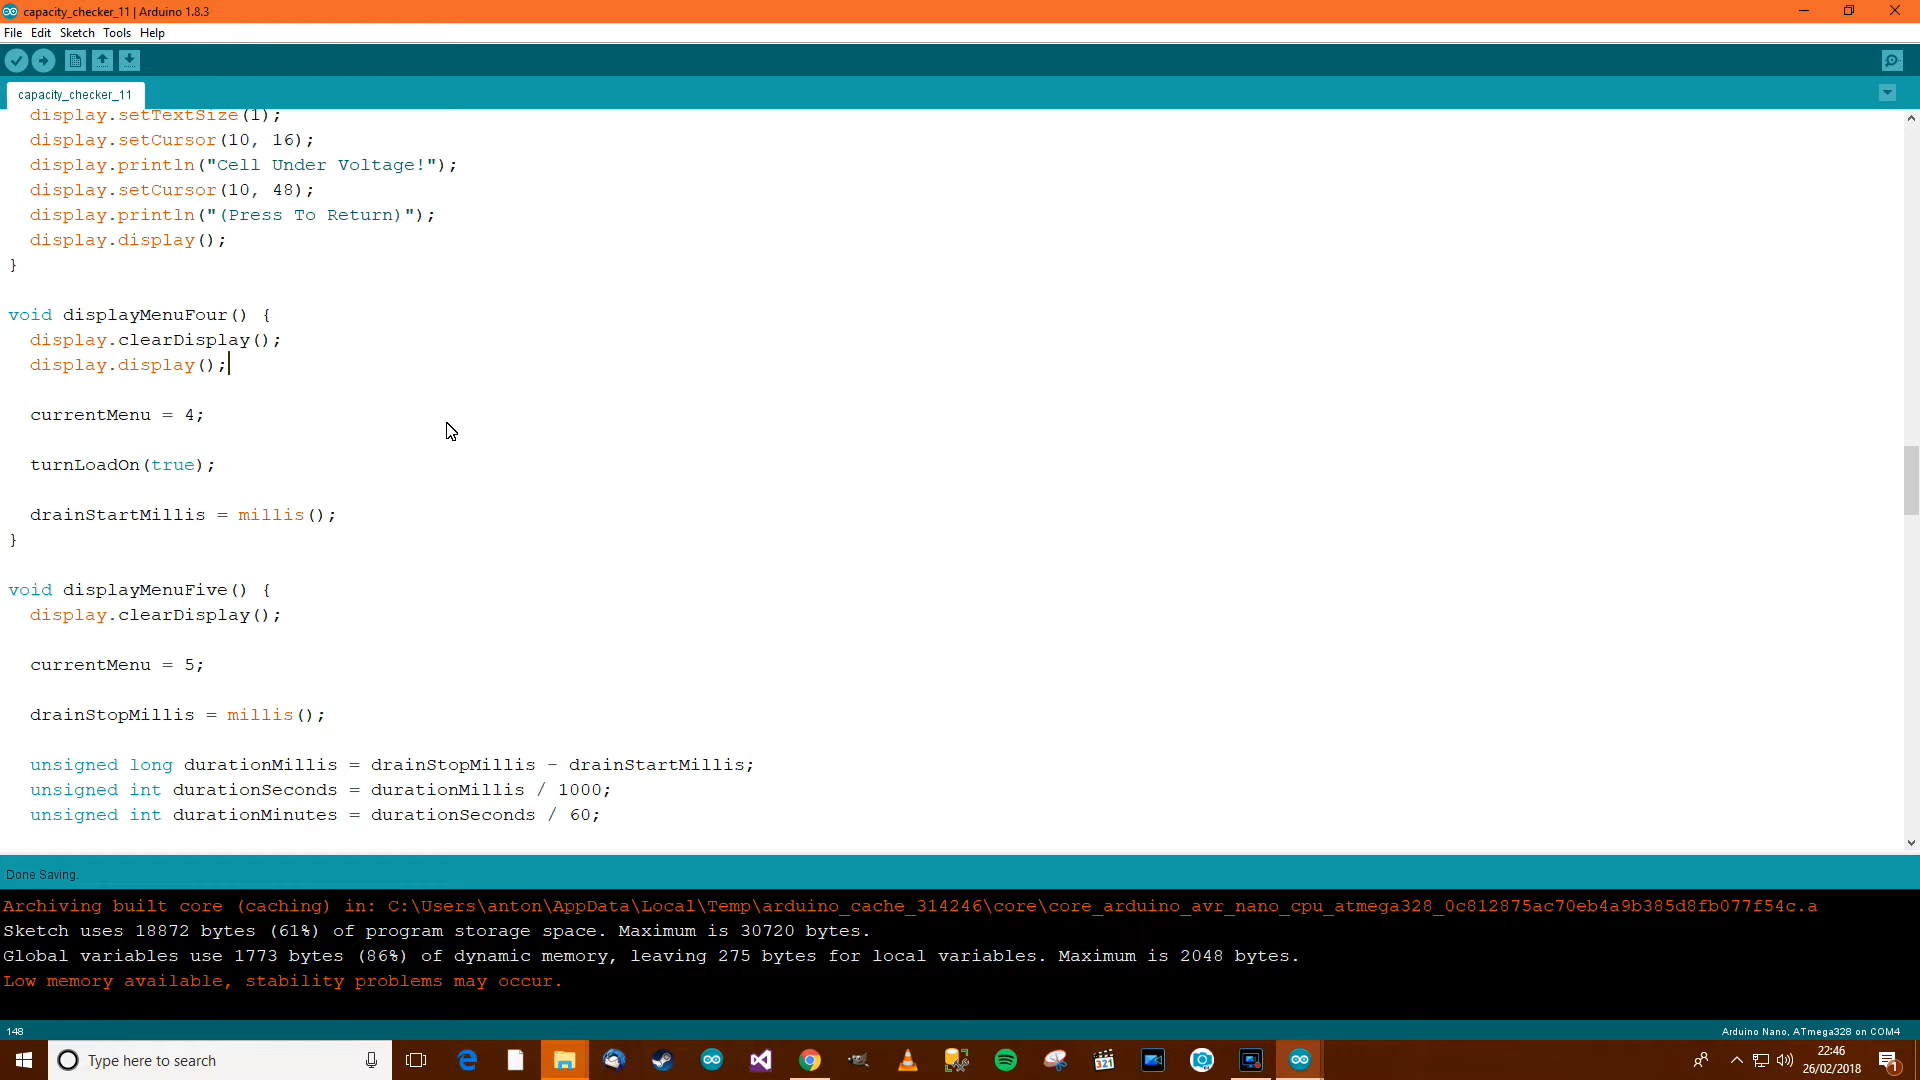 capacity_checker_11 | Arduino 1.8.3
File Edit Sketch Tools Help
capacity_checker_11
display.setTextSize(1);
display.setCursor(10, 16);
display.println("Cell Under Voltage!");
display.setCursor(10, 48);
display.println("(Press To Return)");
display.display();
}
void displayMenuFour() {
display.clearDisplay();
display.display();
currentMenu = 4;
turnLoadOn(true);
drainStartMillis = millis();
}
void displayMenuFive() {
display.clearDisplay();
currentMenu = 5;
drainStopMillis = millis();
unsigned long durationMillis = drainStopMillis - drainStartMillis;
unsigned int durationSeconds = durationMillis / 1000;
unsigned int durationMinutes = durationSeconds / 60;
Done Saving.
Archiving built core (caching) in: C:\Users\anton\AppData\Local\Temp\arduino_cache_314246\core\core_arduino_avr_nano_cpu_atmega328_0c812875ac70eb4a9b385d8fb077f54c.a
Sketch uses 18872 bytes (61%) of program storage space. Maximum is 30720 bytes.
Global variables use 1773 bytes (86%) of dynamic memory, leaving 275 bytes for local variables. Maximum is 2048 bytes.
Low memory available, stability problems may occur.
148 Arduino Nano, ATmega328 on COM4
Type here to search
321
22:46
26/02/2018
1